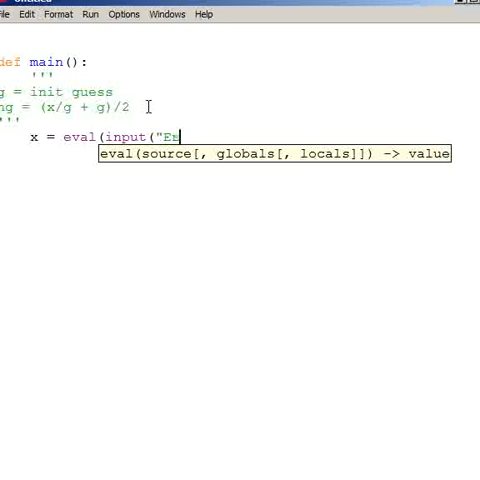 File Edit Format Run Options Windows Help
def main():
'''
g = init guess
ng = (x/g + g)/2
'''
x = eval(input("En
eval(source[, globals[, locals]]) -> value